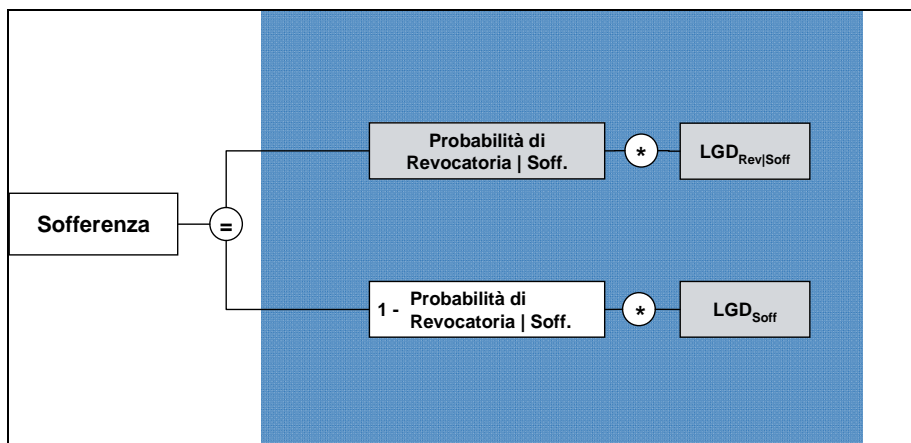 Probabilità di
Revocatoria | Soff.
*
LGDRev|Soff
Sofferenza
=
1 - Probabilità di
Revocatoria | Soff.
*
LGDSoff